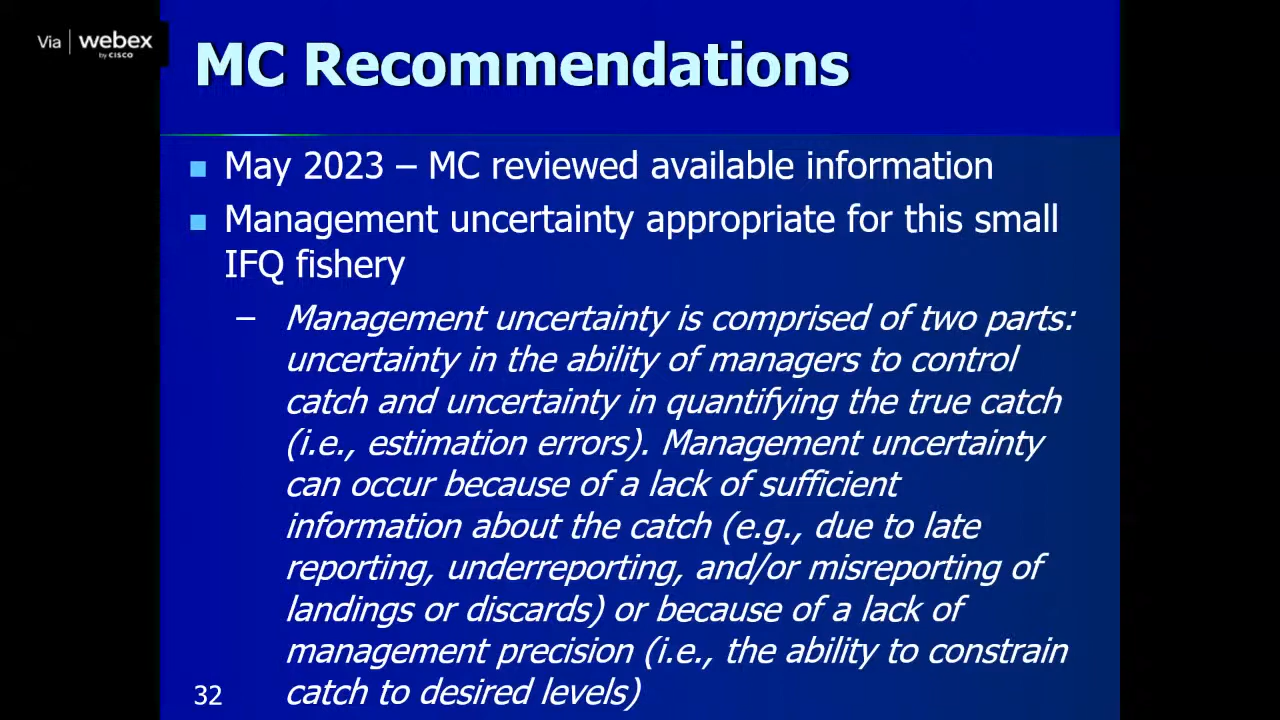 Via webex
by CISCO
MC Recommendations
May 2023 – MC reviewed available information
Management uncertainty appropriate for this small
IFQ fishery
– Management uncertainty is comprised of two parts:
uncertainty in the ability of managers to control
catch and uncertainty in quantifying the true catch
(i.e., estimation errors). Management uncertainty
can occur because of a lack of sufficient
information about the catch (e.g., due to late
reporting, underreporting, and/or misreporting of
landings or discards) or because of a lack of
management precision (i.e., the ability to constrain
catch to desired levels)
32